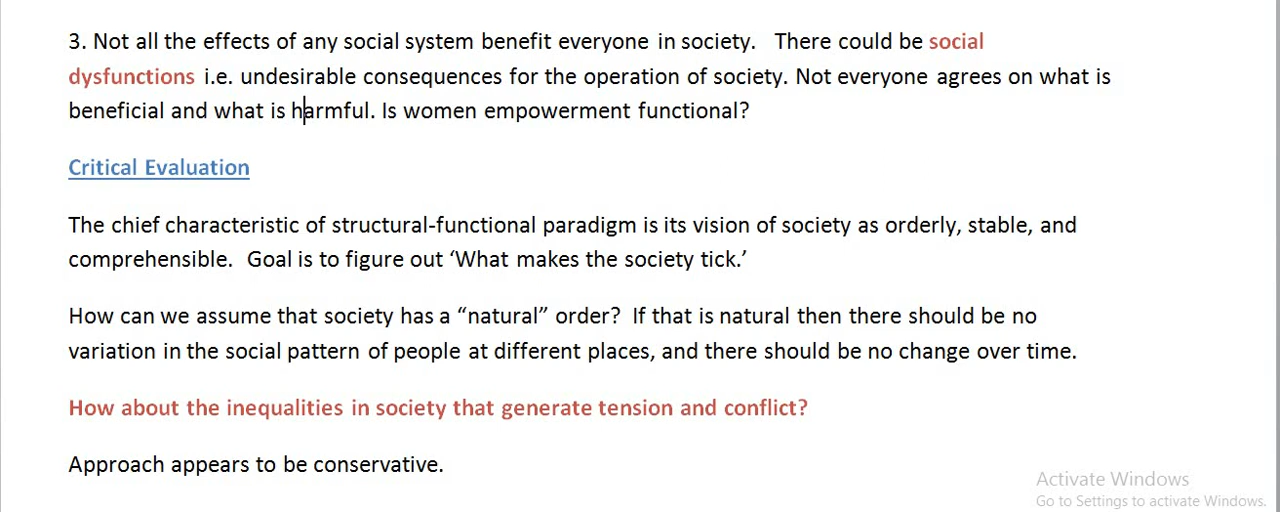 3. Not all the effects of any social system benefit everyone in society.   There could be social
dysfunctions i.e. undesirable consequences for the operation of society. Not everyone agrees on what is
beneficial and what is harmful. Is women empowerment functional?
Critical Evaluation
The chief characteristic of structural-functional paradigm is its vision of society as orderly, stable, and
comprehensible.  Goal is to figure out ‘What makes the society tick.’
How can we assume that society has a “natural” order?  If that is natural then there should be no
variation in the social pattern of people at different places, and there should be no change over time.
How about the inequalities in society that generate tension and conflict?
Approach appears to be conservative.
Activate Windows
Go to Settings to activate Windows.